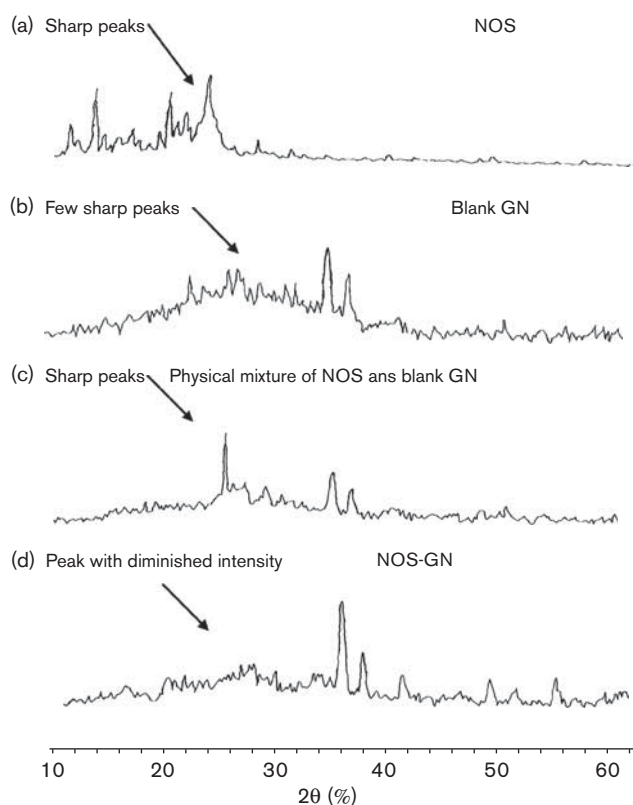 (a) Sharp peaks NOS
(b) Few sharp peaks Blank GN
(c) Sharp peaks Physical mixture of NOS ans blank GN
(d) Peak with diminished intensity NOS-GN
10 20 30 40 50 60
2θ (%)